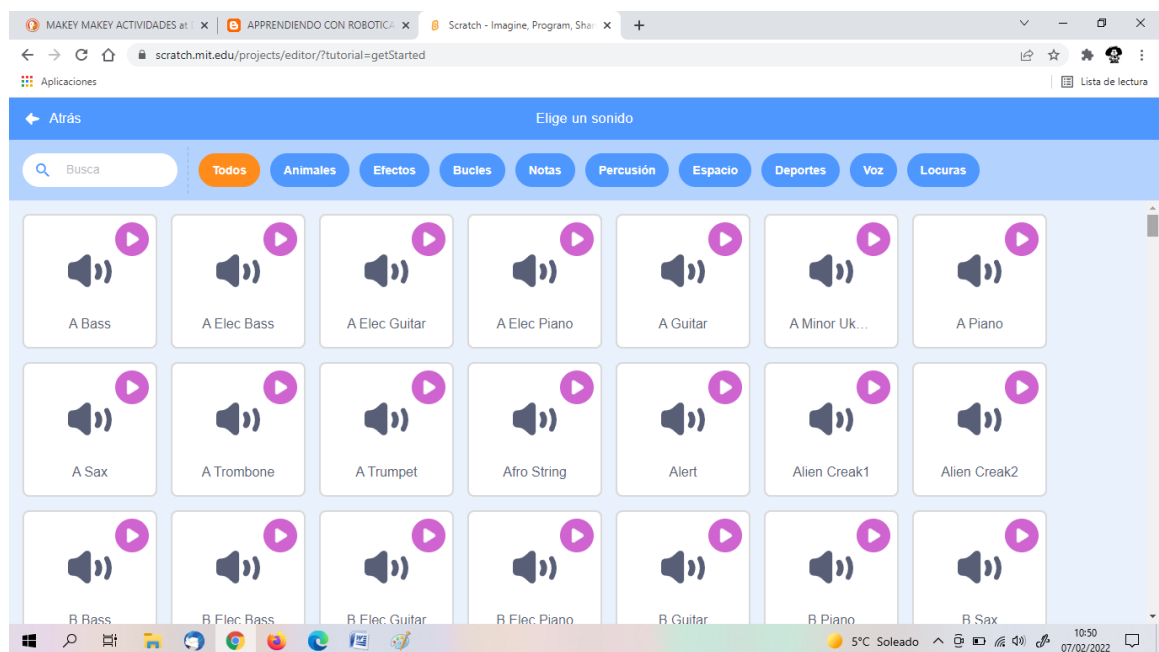 MAKEY MAKEY ACTIVIDADES at
APPRENDIENDO CON ROBOTICA
Scratch - Imagine, Program, Shar
scratch.mit.edu/projects/editor/?tutorial=getStarted
Aplicaciones
Lista de lectura
Atrás
Elige un sonido
Busca
Todos
Animales
Efectos
Bucles
Notas
Percusión
Espacio
Deportes
Voz
Locuras
A Bass
A Elec Bass
A Elec Guitar
A Elec Piano
A Guitar
A Minor Uk...
A Piano
A Sax
A Trombone
A Trumpet
Afro String
Alert
Alien Creak1
Alien Creak2
B Bass
B Elec Bass
B Elec Guitar
B Elec Piano
B Guitar
B Piano
B Sax
5°C Soleado
10:50
07/02/2022